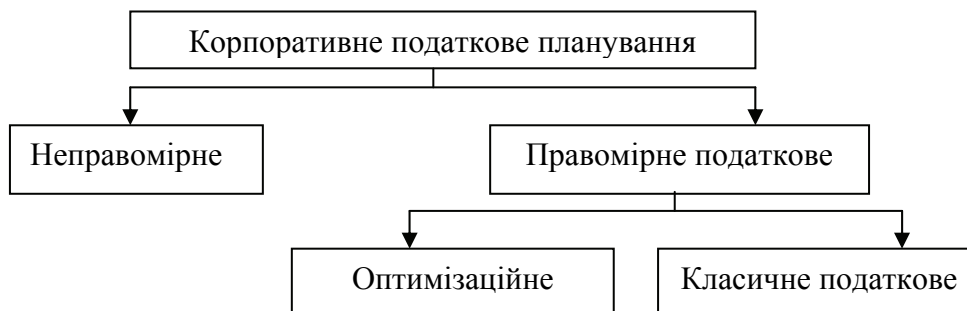 Корпоративне податкове планування
Неправомірне
Правомірне податкове
Оптимізаційне
Класичне податкове